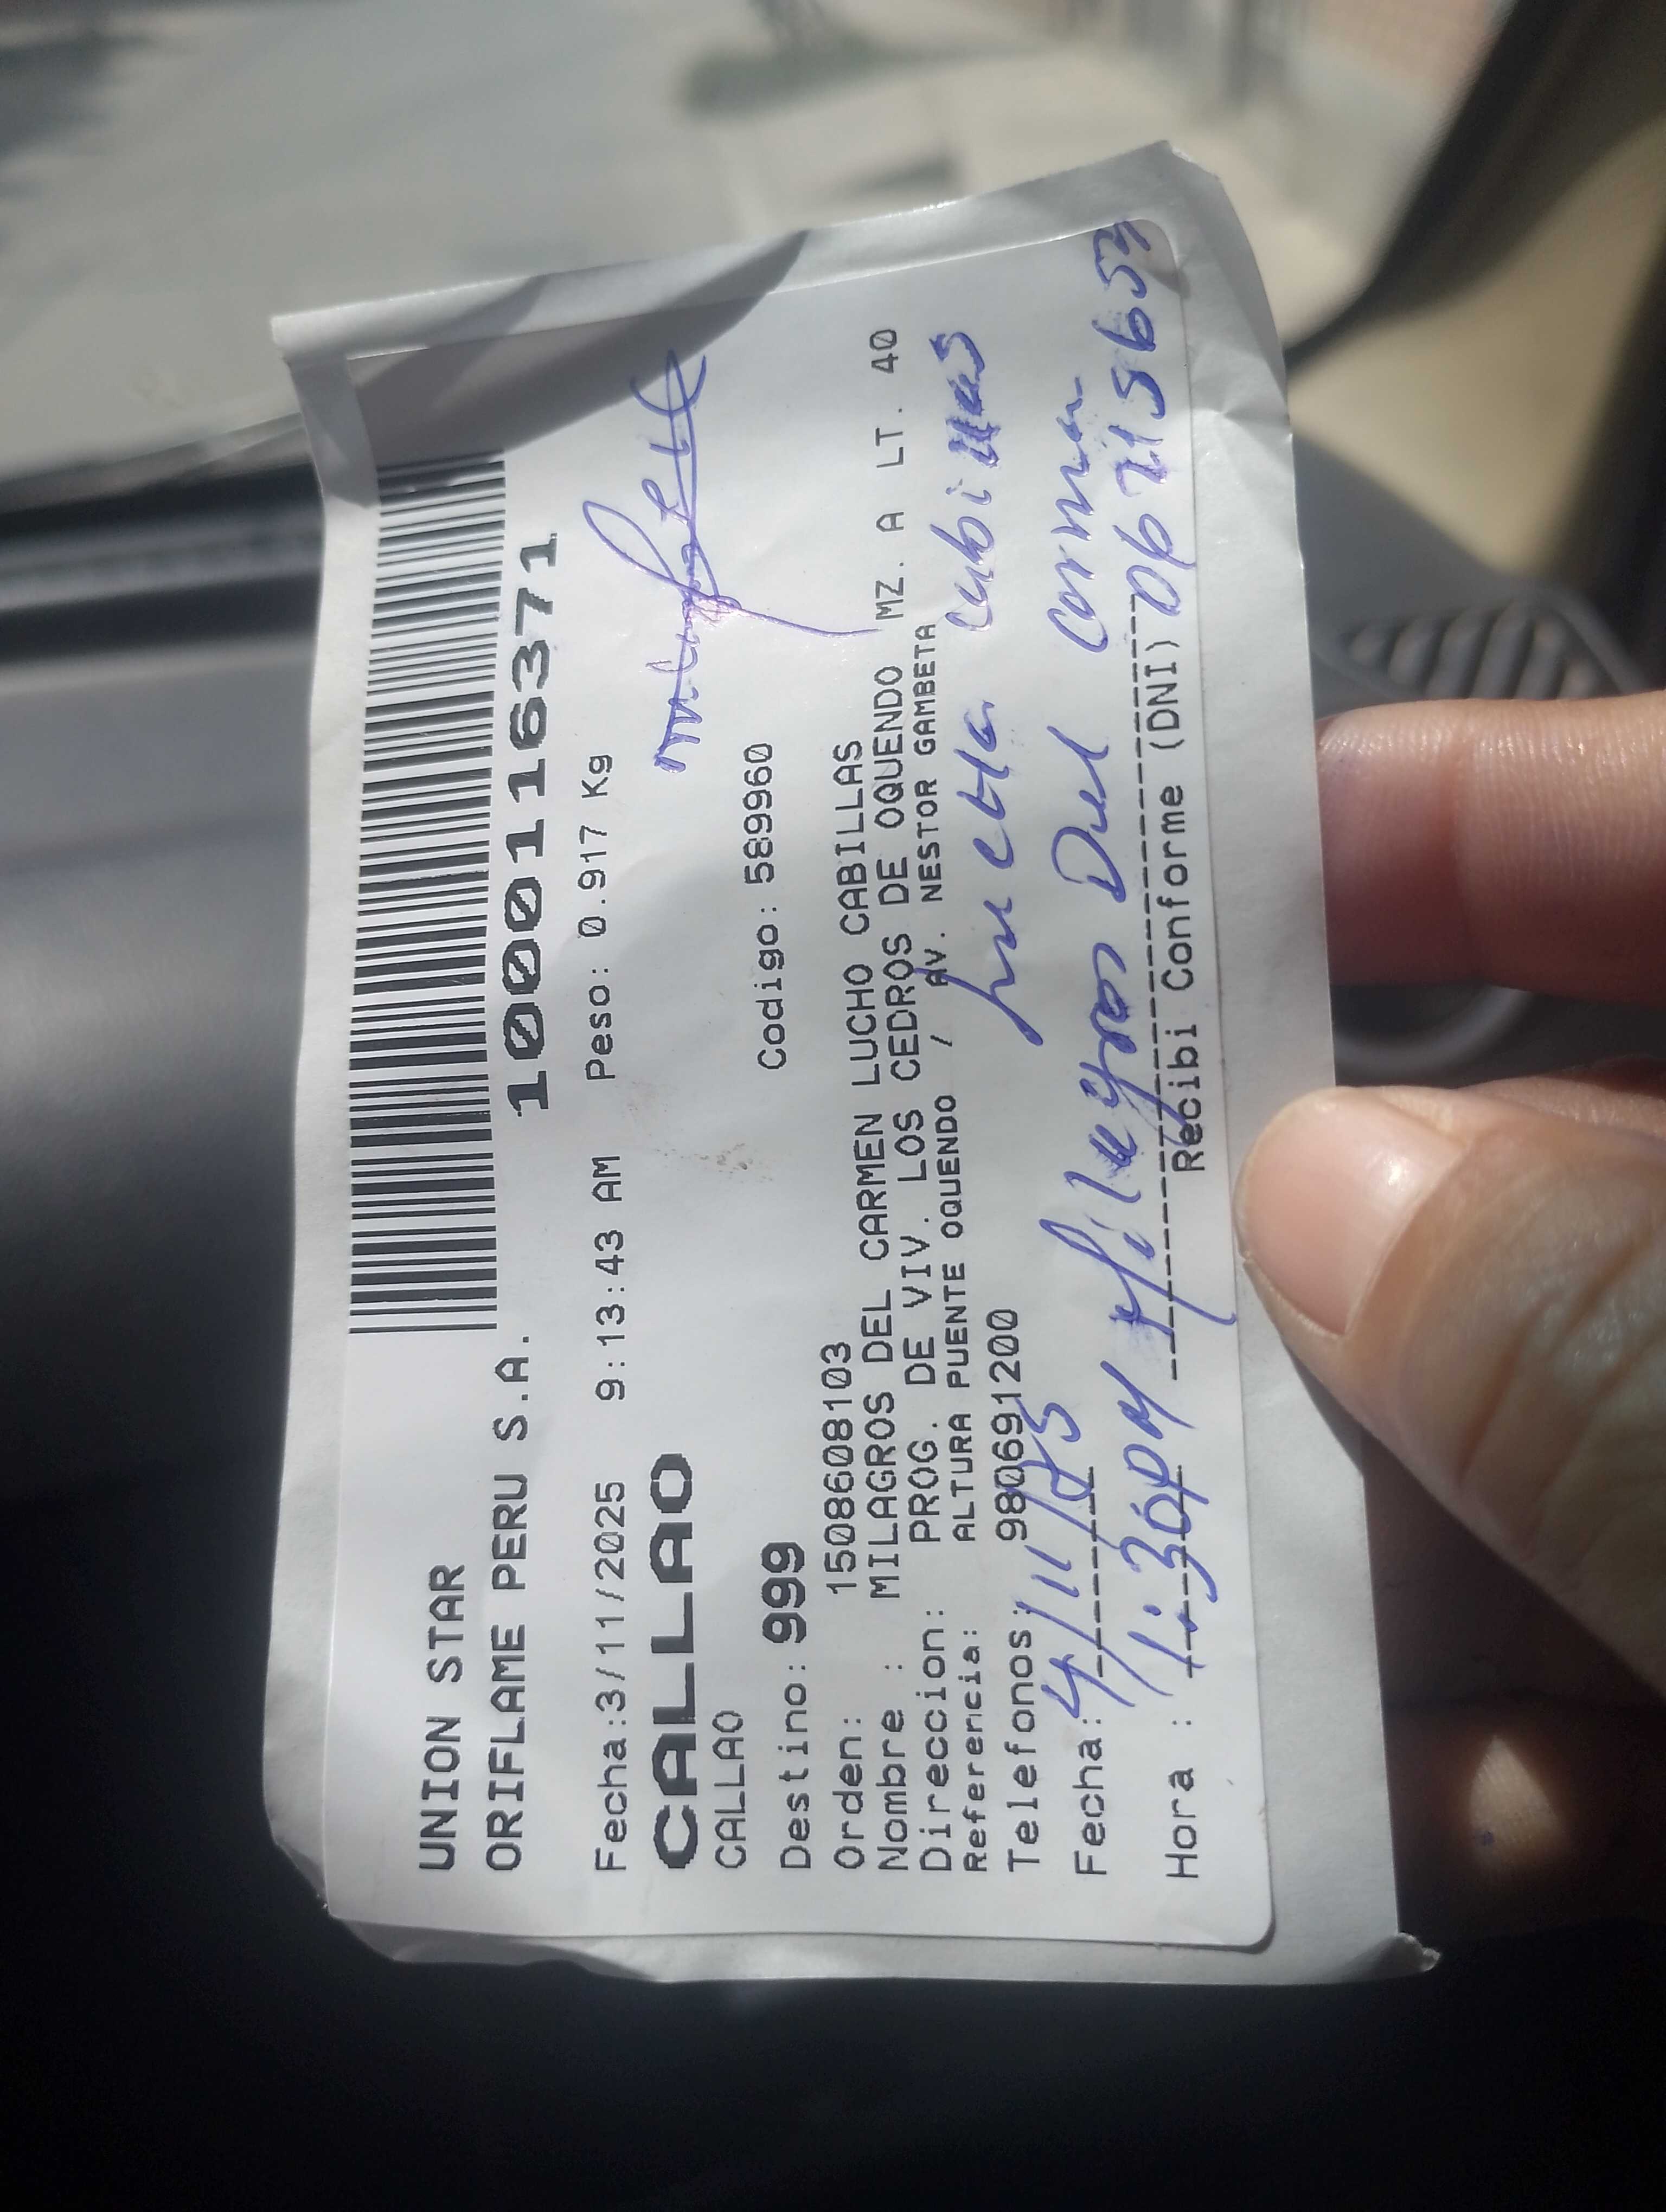 UNION STAR
ORIFLAME PERU S.A.
1000116371
Fecha:3/11/2025 9:13:43 AM Peso: 0.917 Kg
CALLAO
CALLAO
Destino: 999 Codigo: 589960
Orden: 1508608103
Nombre : MILAGROS DEL CARMEN LUCHO CABILLAS
Direccion: PROG. DE VIV. LOS CEDROS DE OQUENDO MZ. A LT. 40
Referencia: ALTURA PUENTE OQUENDO / AV. NESTOR GAMBETA
Telefonos: 980691200
Fecha: 4/11/25 Milagros Del Carmen
Hora : 1:30PM
Recibi Conforme (DNI)